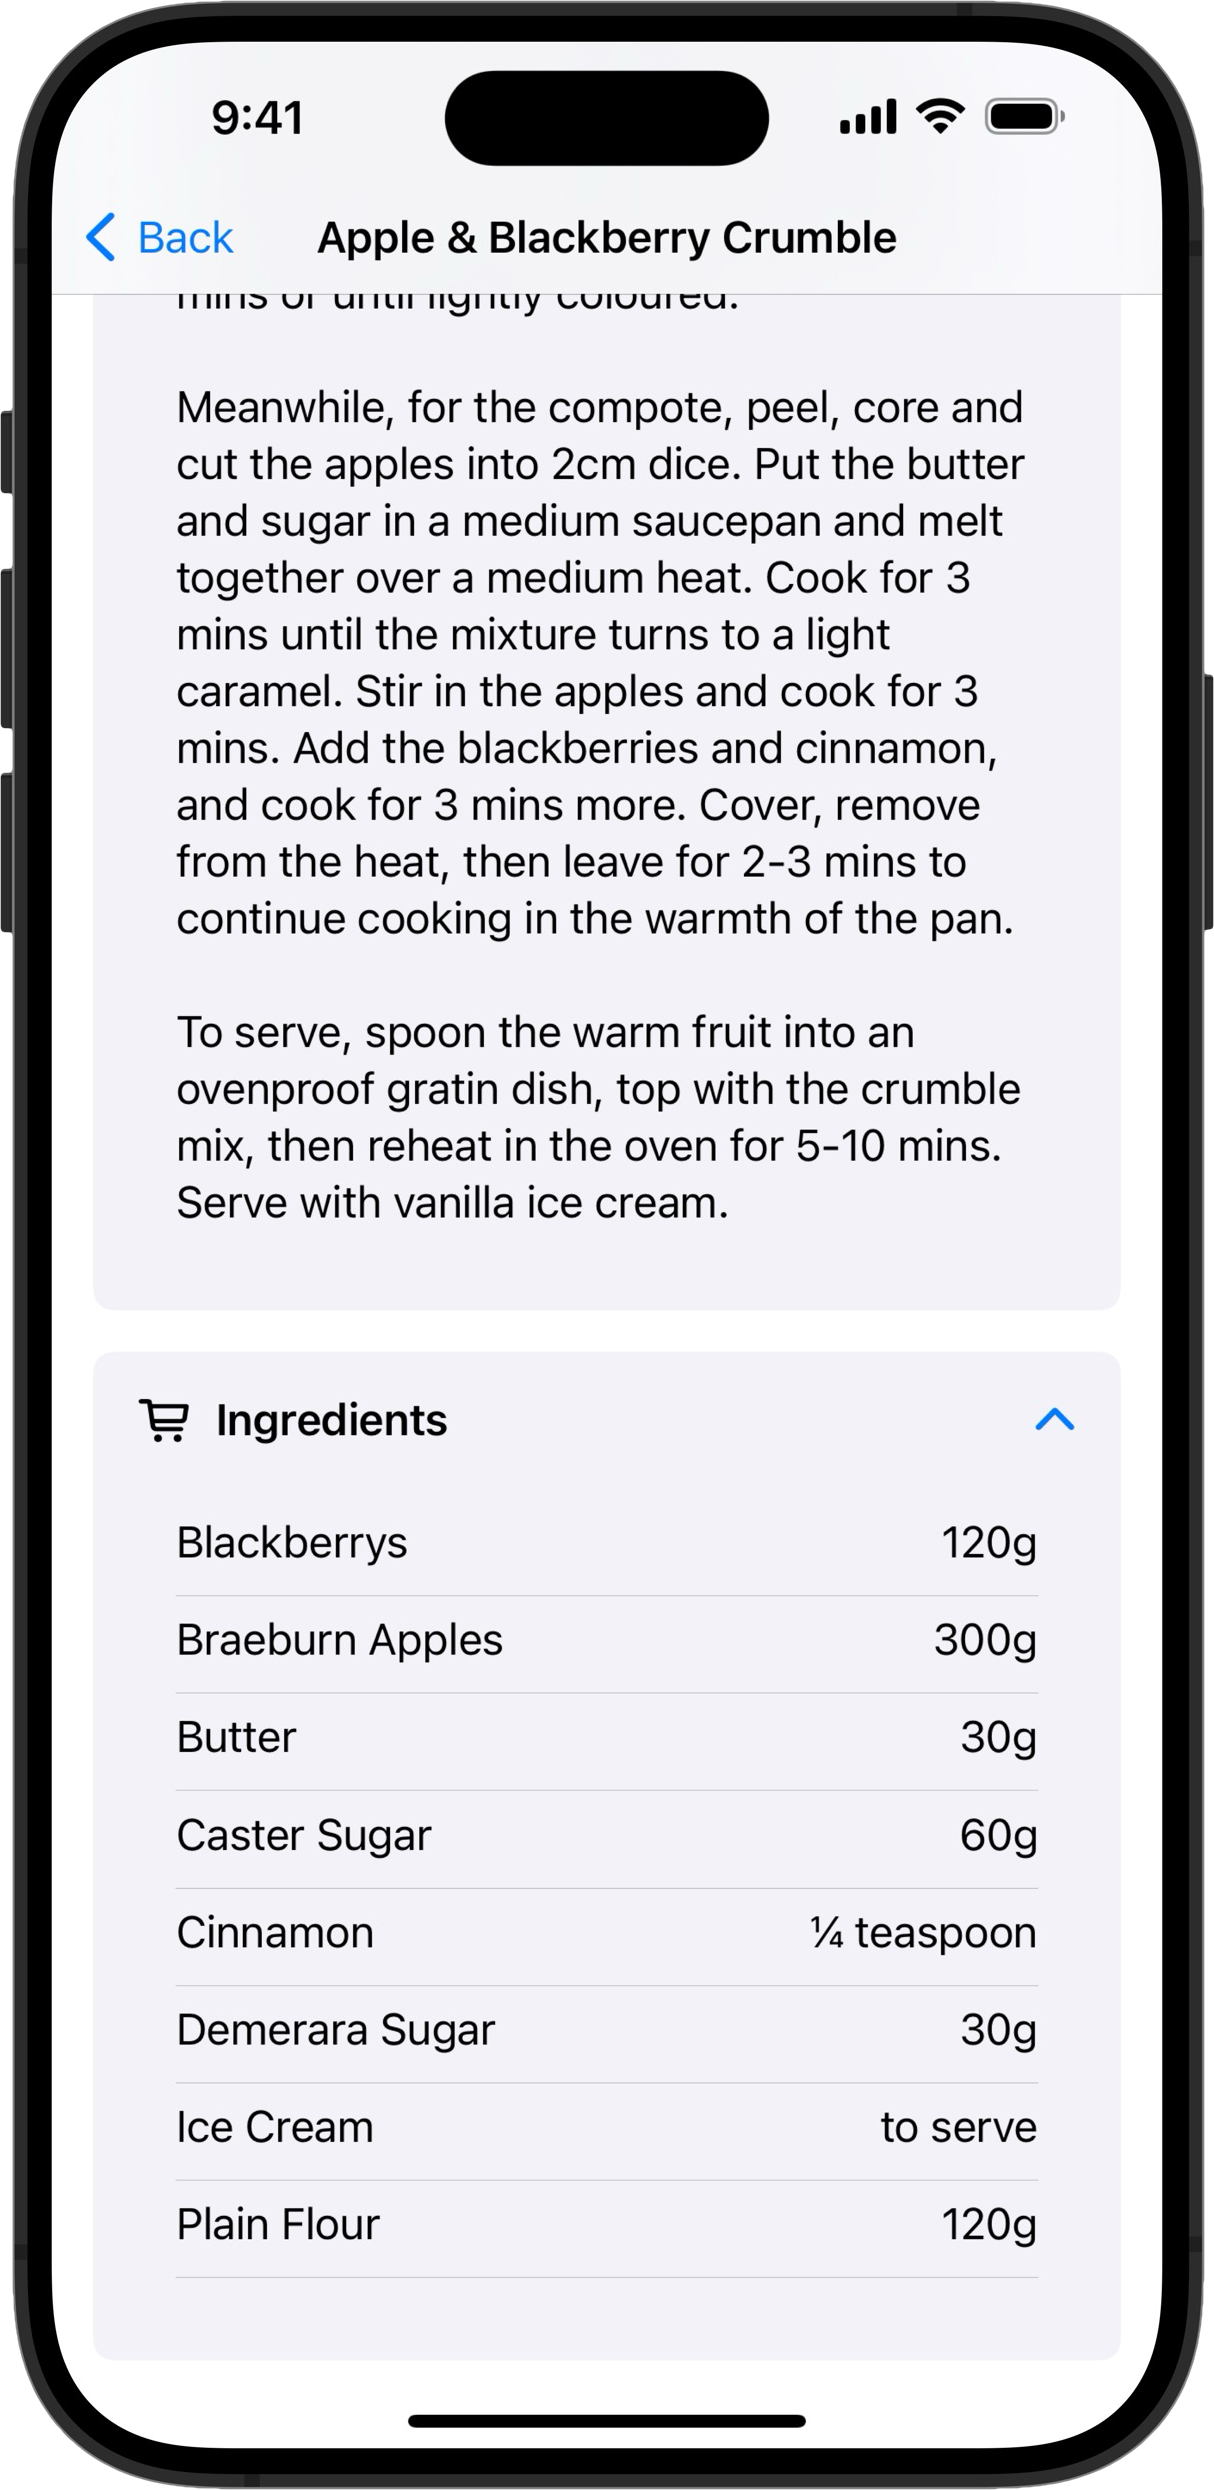 9:41
Back
Apple & Blackberry Crumble
mins or until lightly coloured.
Meanwhile, for the compote, peel, core and
cut the apples into 2cm dice. Put the butter
and sugar in a medium saucepan and melt
together over a medium heat. Cook for 3
mins until the mixture turns to a light
caramel. Stir in the apples and cook for 3
mins. Add the blackberries and cinnamon,
and cook for 3 mins more. Cover, remove
from the heat, then leave for 2-3 mins to
continue cooking in the warmth of the pan.
To serve, spoon the warm fruit into an
ovenproof gratin dish, top with the crumble
mix, then reheat in the oven for 5-10 mins.
Serve with vanilla ice cream.
Ingredients
Blackberrys 120g
Braeburn Apples 300g
Butter 30g
Caster Sugar 60g
Cinnamon ¼ teaspoon
Demerara Sugar 30g
Ice Cream to serve
Plain Flour 120g